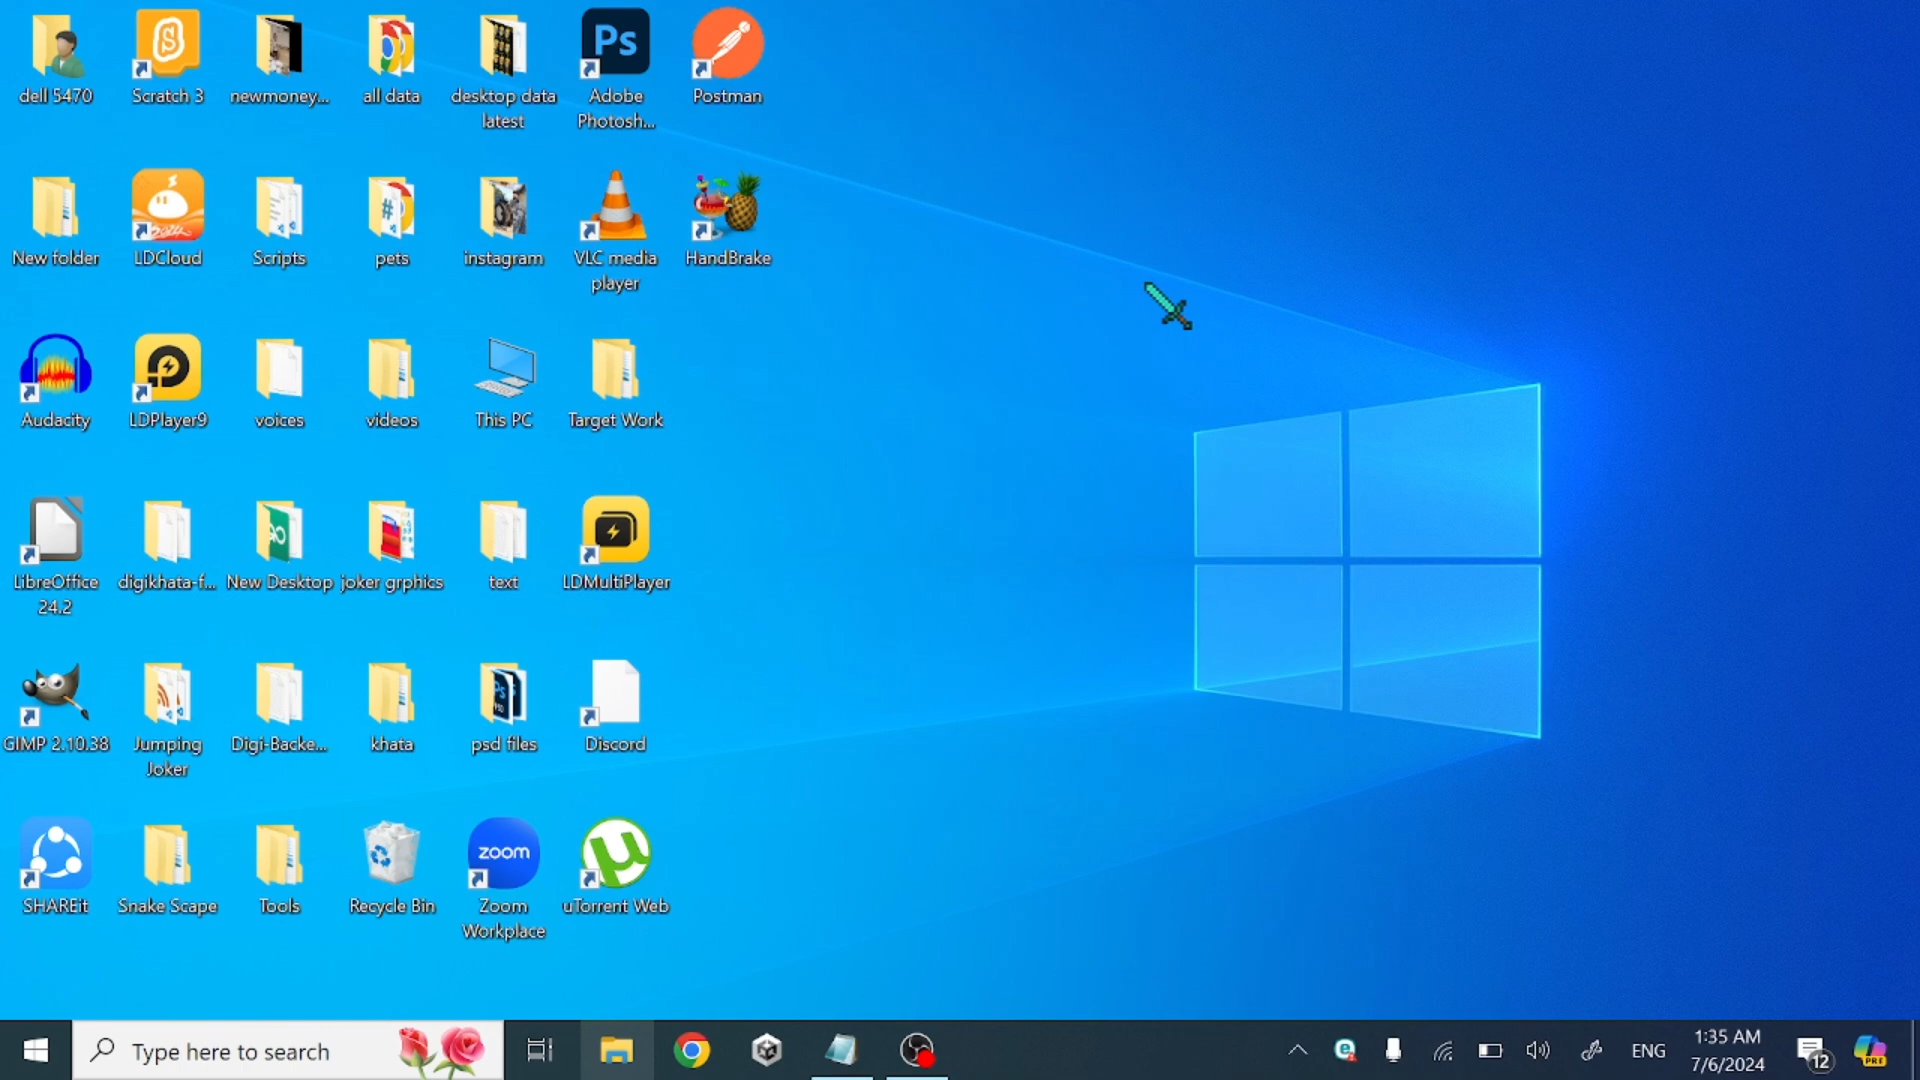 dell 5470
Scratch 3
newmoney...
all data
desktop data
latest
Ps
Adobe
Photosh...
Postman
New folder
LDCloud
Scripts
pets
instagram
VLC media
player
HandBrake
Audacity
LDPlayer9
voices
videos
This PC
Target Work
LibreOffice
24.2
digikhata-f...
New Desktop
joker grphics
text
LDMultiPlayer
GIMP 2.10.38
Jumping
Joker
Digi-Backe...
khata
psd files
Discord
SHAREit
Snake Scape
Tools
Recycle Bin
zoom
Zoom
Workplace
uTorrent Web
Type here to search
ENG
1:35 AM
7/6/2024
12
PRE